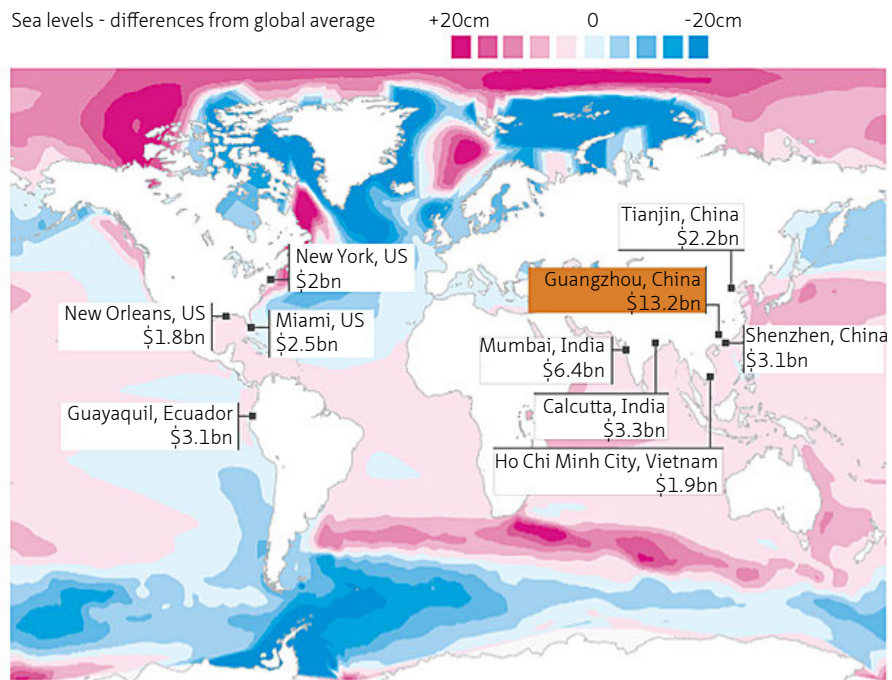 Sea levels - differences from global average
+20cm 0 -20cm
Tianjin, China
$2.2bn
New York, US
$2bn
Guangzhou, China
$13.2bn
New Orleans, US
$1.8bn
Miami, US
$2.5bn
Mumbai, India
$6.4bn
Shenzhen, China
$3.1bn
Guayaquil, Ecuador
$3.1bn
Calcutta, India
$3.3bn
Ho Chi Minh City, Vietnam
$1.9bn